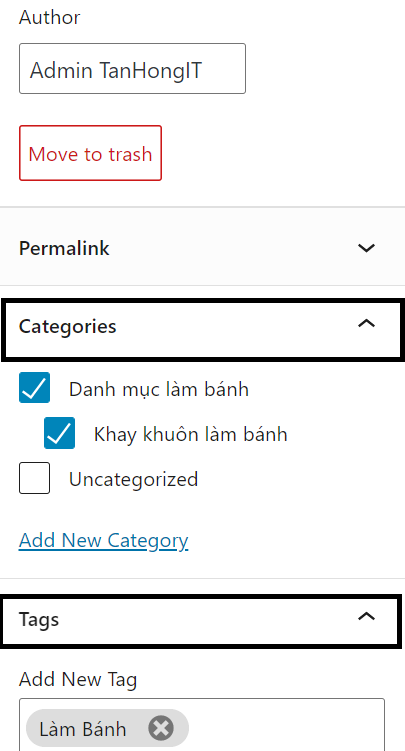 Author
Admin TanHongIT
Move to trash
Permalink
Categories
Danh mục làm bánh
Khay khuôn làm bánh
Uncategorized
Add New Category
Tags
Add New Tag
Làm Bánh